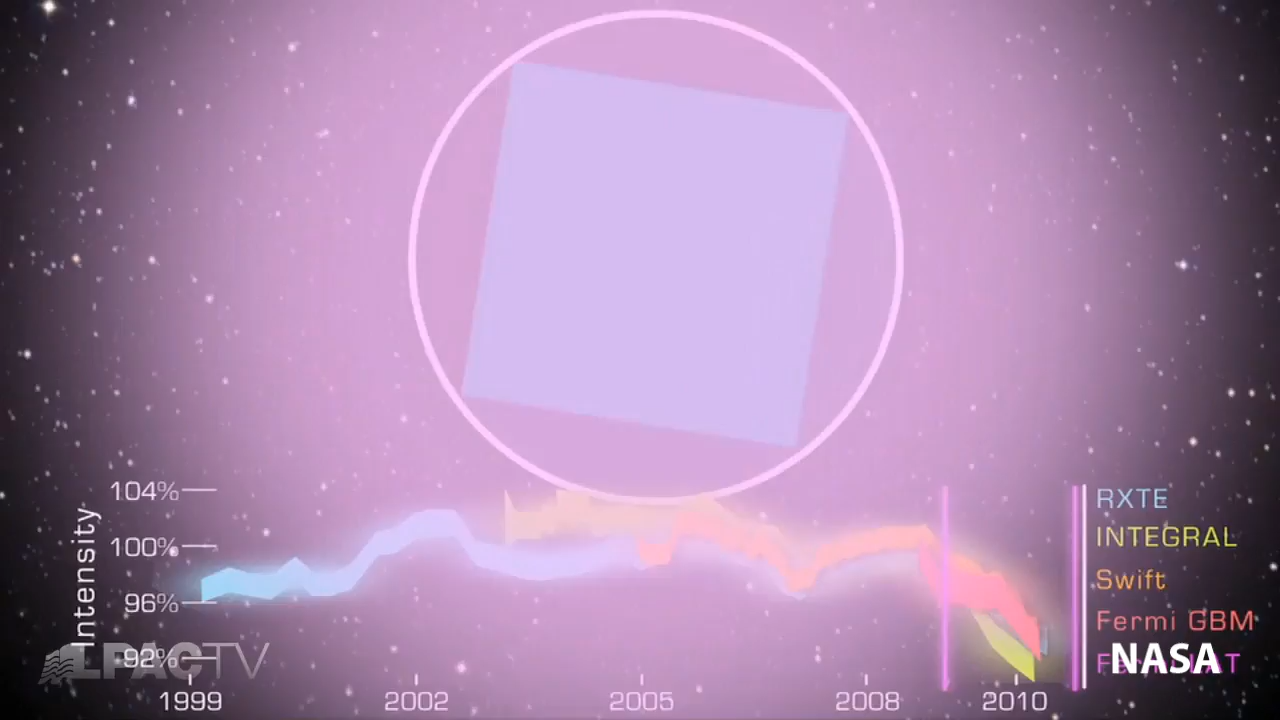 104%
100%
96%
92%
Intensity
1999
2002
2005
2008
2010
RXTE
INTEGRAL
Swift
Fermi GBM
NASA
LPACTV